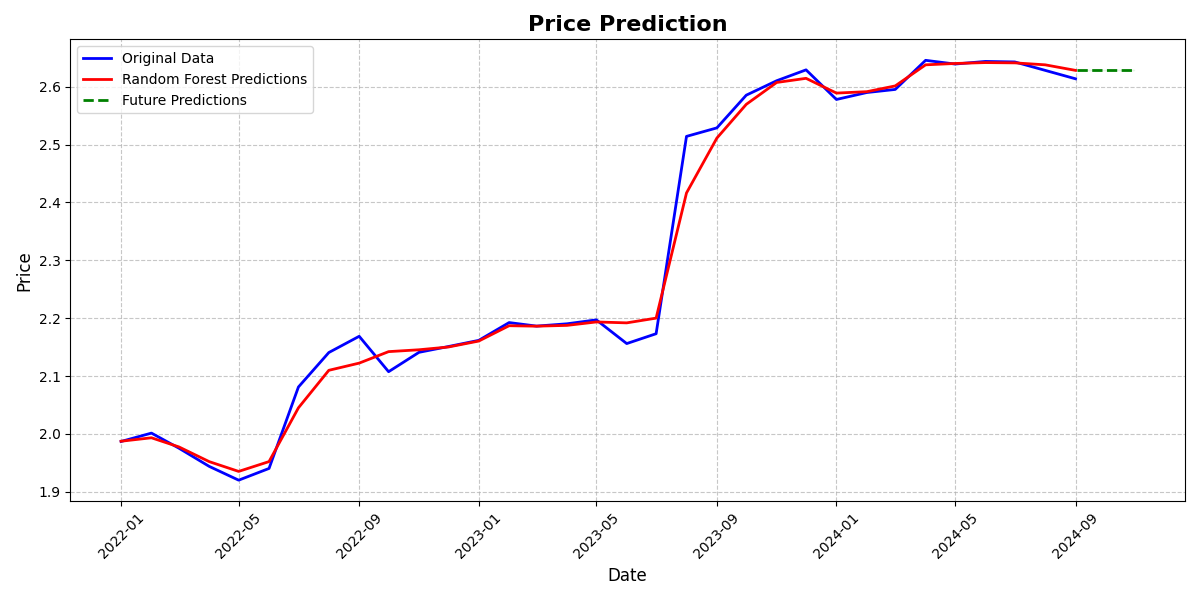 Price Prediction
Original Data
Random Forest Predictions
Future Predictions
Price
2.6
2.5
2.4
2.3
2.2
2.1
2.0
1.9
2022-01
2022-05
2022-09
2023-01
2023-05
2023-09
2024-01
2024-05
2024-09
Date